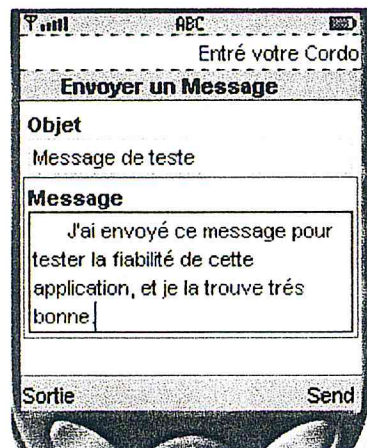 ABC
Entré votre Cordo
Envoyer un Message
Objet
Message de teste
Message
J'ai envoyé ce message pour
tester la fiabilité de cette
application, et je la trouve trés
bonne.
Sortie
Send